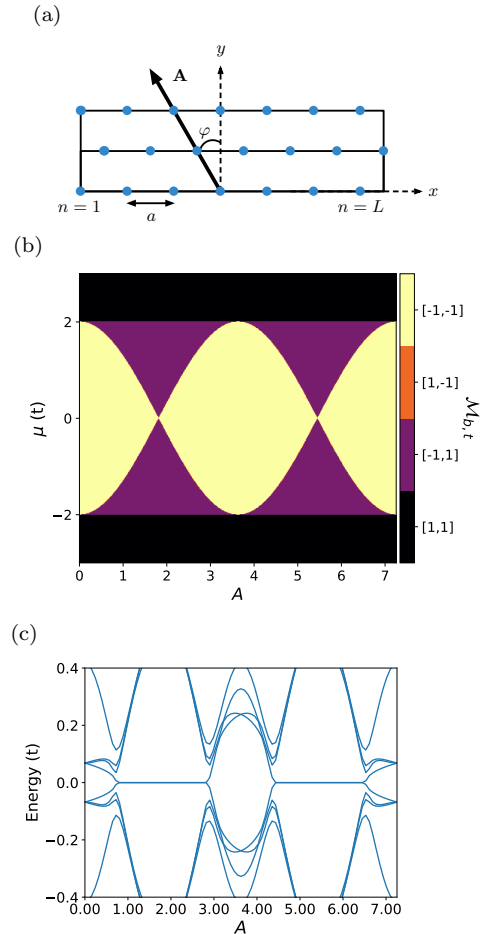 (a)
y
A
φ
x
n = 1
a
n = L
(b)
μ (t)
2
0
−2
0 1 2 3 4 5 6 7
A
[-1,-1]
[1,-1]
[-1,1]
[1,1]
ℳb, t
(c)
Energy (t)
0.4
0.2
0.0
−0.2
−0.4
0.00 1.00 2.00 3.00 4.00 5.00 6.00 7.00
A